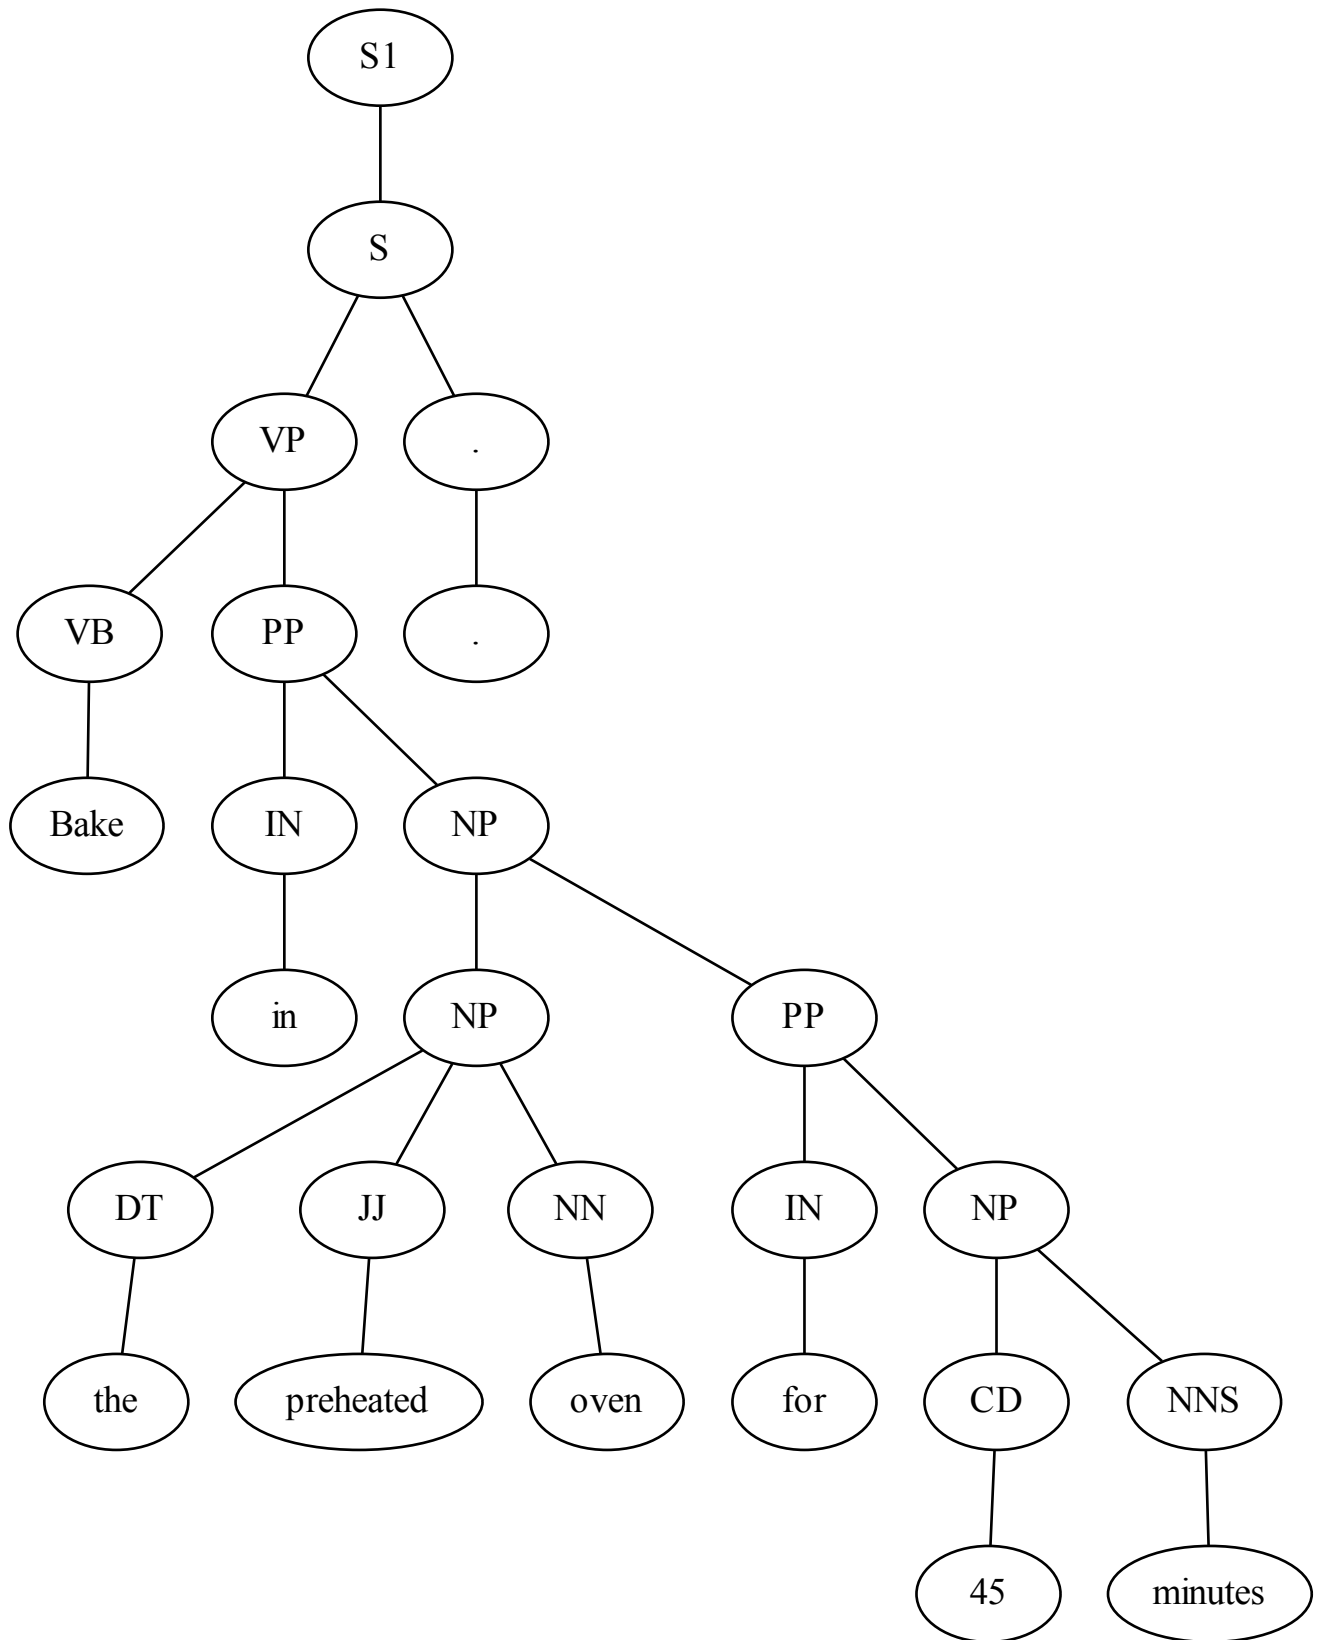 S1
S
VP .
VB PP .
Bake IN NP
in NP PP
DT JJ NN IN NP
the preheated oven for CD NNS
45 minutes